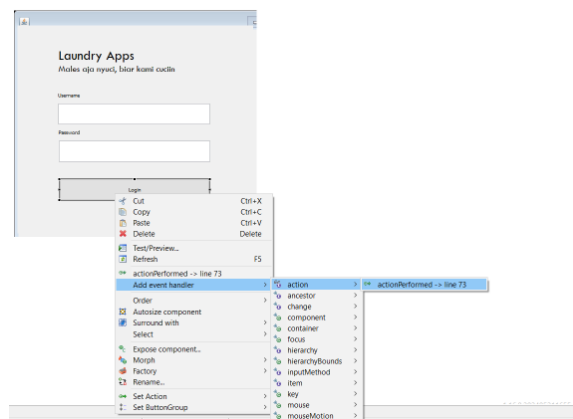 Laundry Apps
Males aja nyuci, biar kami cuciin
Username
Password
Login
Cut Ctrl+X
Copy Ctrl+C
Paste Ctrl+V
Delete Delete
Test/Preview...
Refresh F5
actionPerformed -> line 73
Add event handler
Order
Autosize component
Surround with
Select
Expose component...
Morph
Factory
Rename...
Set Action
Set ButtonGroup
action
ancestor
change
component
container
focus
hierarchy
hierarchyBounds
inputMethod
item
key
mouse
mouseMotion
actionPerformed -> line 73